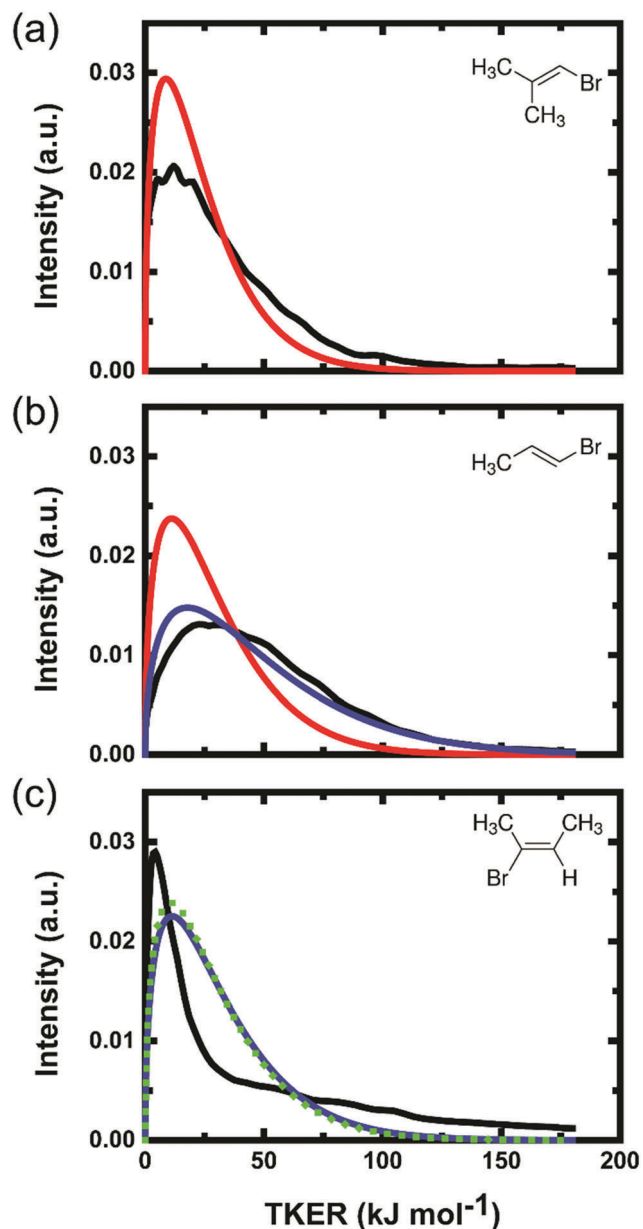 (a)
Intensity (a.u.)
0.03
0.02
0.01
0.00
H₃C
Br
CH₃
(b)
Intensity (a.u.)
0.03
0.02
0.01
0.00
H₃C
Br
(c)
Intensity (a.u.)
0.03
0.02
0.01
0.00
H₃C CH₃
Br H
0 50 100 150 200
TKER (kJ mol⁻¹)